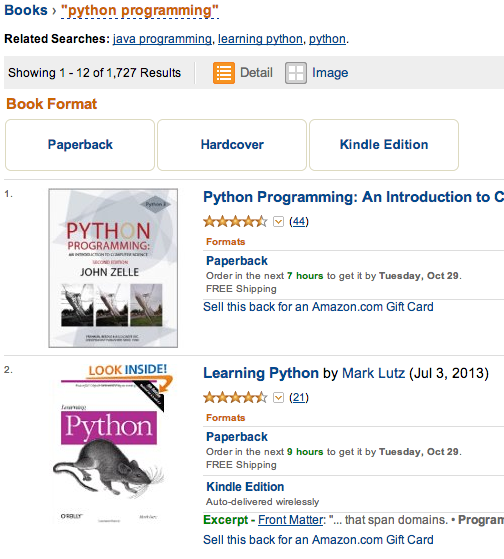 Books › "python programming"
Related Searches: java programming, learning python, python.
Showing 1 - 12 of 1,727 Results Detail Image
Book Format
Paperback Hardcover Kindle Edition
1.
PYTHON
PROGRAMMING:
AN INTRODUCTION TO COMPUTER SCIENCE
SECOND EDITION
JOHN ZELLE
Python Programming: An Introduction to C
(44)
Formats
Paperback
Order in the next 7 hours to get it by Tuesday, Oct 29.
FREE Shipping
Sell this back for an Amazon.com Gift Card
2.
LOOK INSIDE!
Learning
Python
O'REILLY
Mark Lutz
Learning Python by Mark Lutz (Jul 3, 2013)
(21)
Formats
Paperback
Order in the next 9 hours to get it by Tuesday, Oct 29.
FREE Shipping
Kindle Edition
Auto-delivered wirelessly
Excerpt - Front Matter: "... that span domains. • Program
Sell this back for an Amazon.com Gift Card